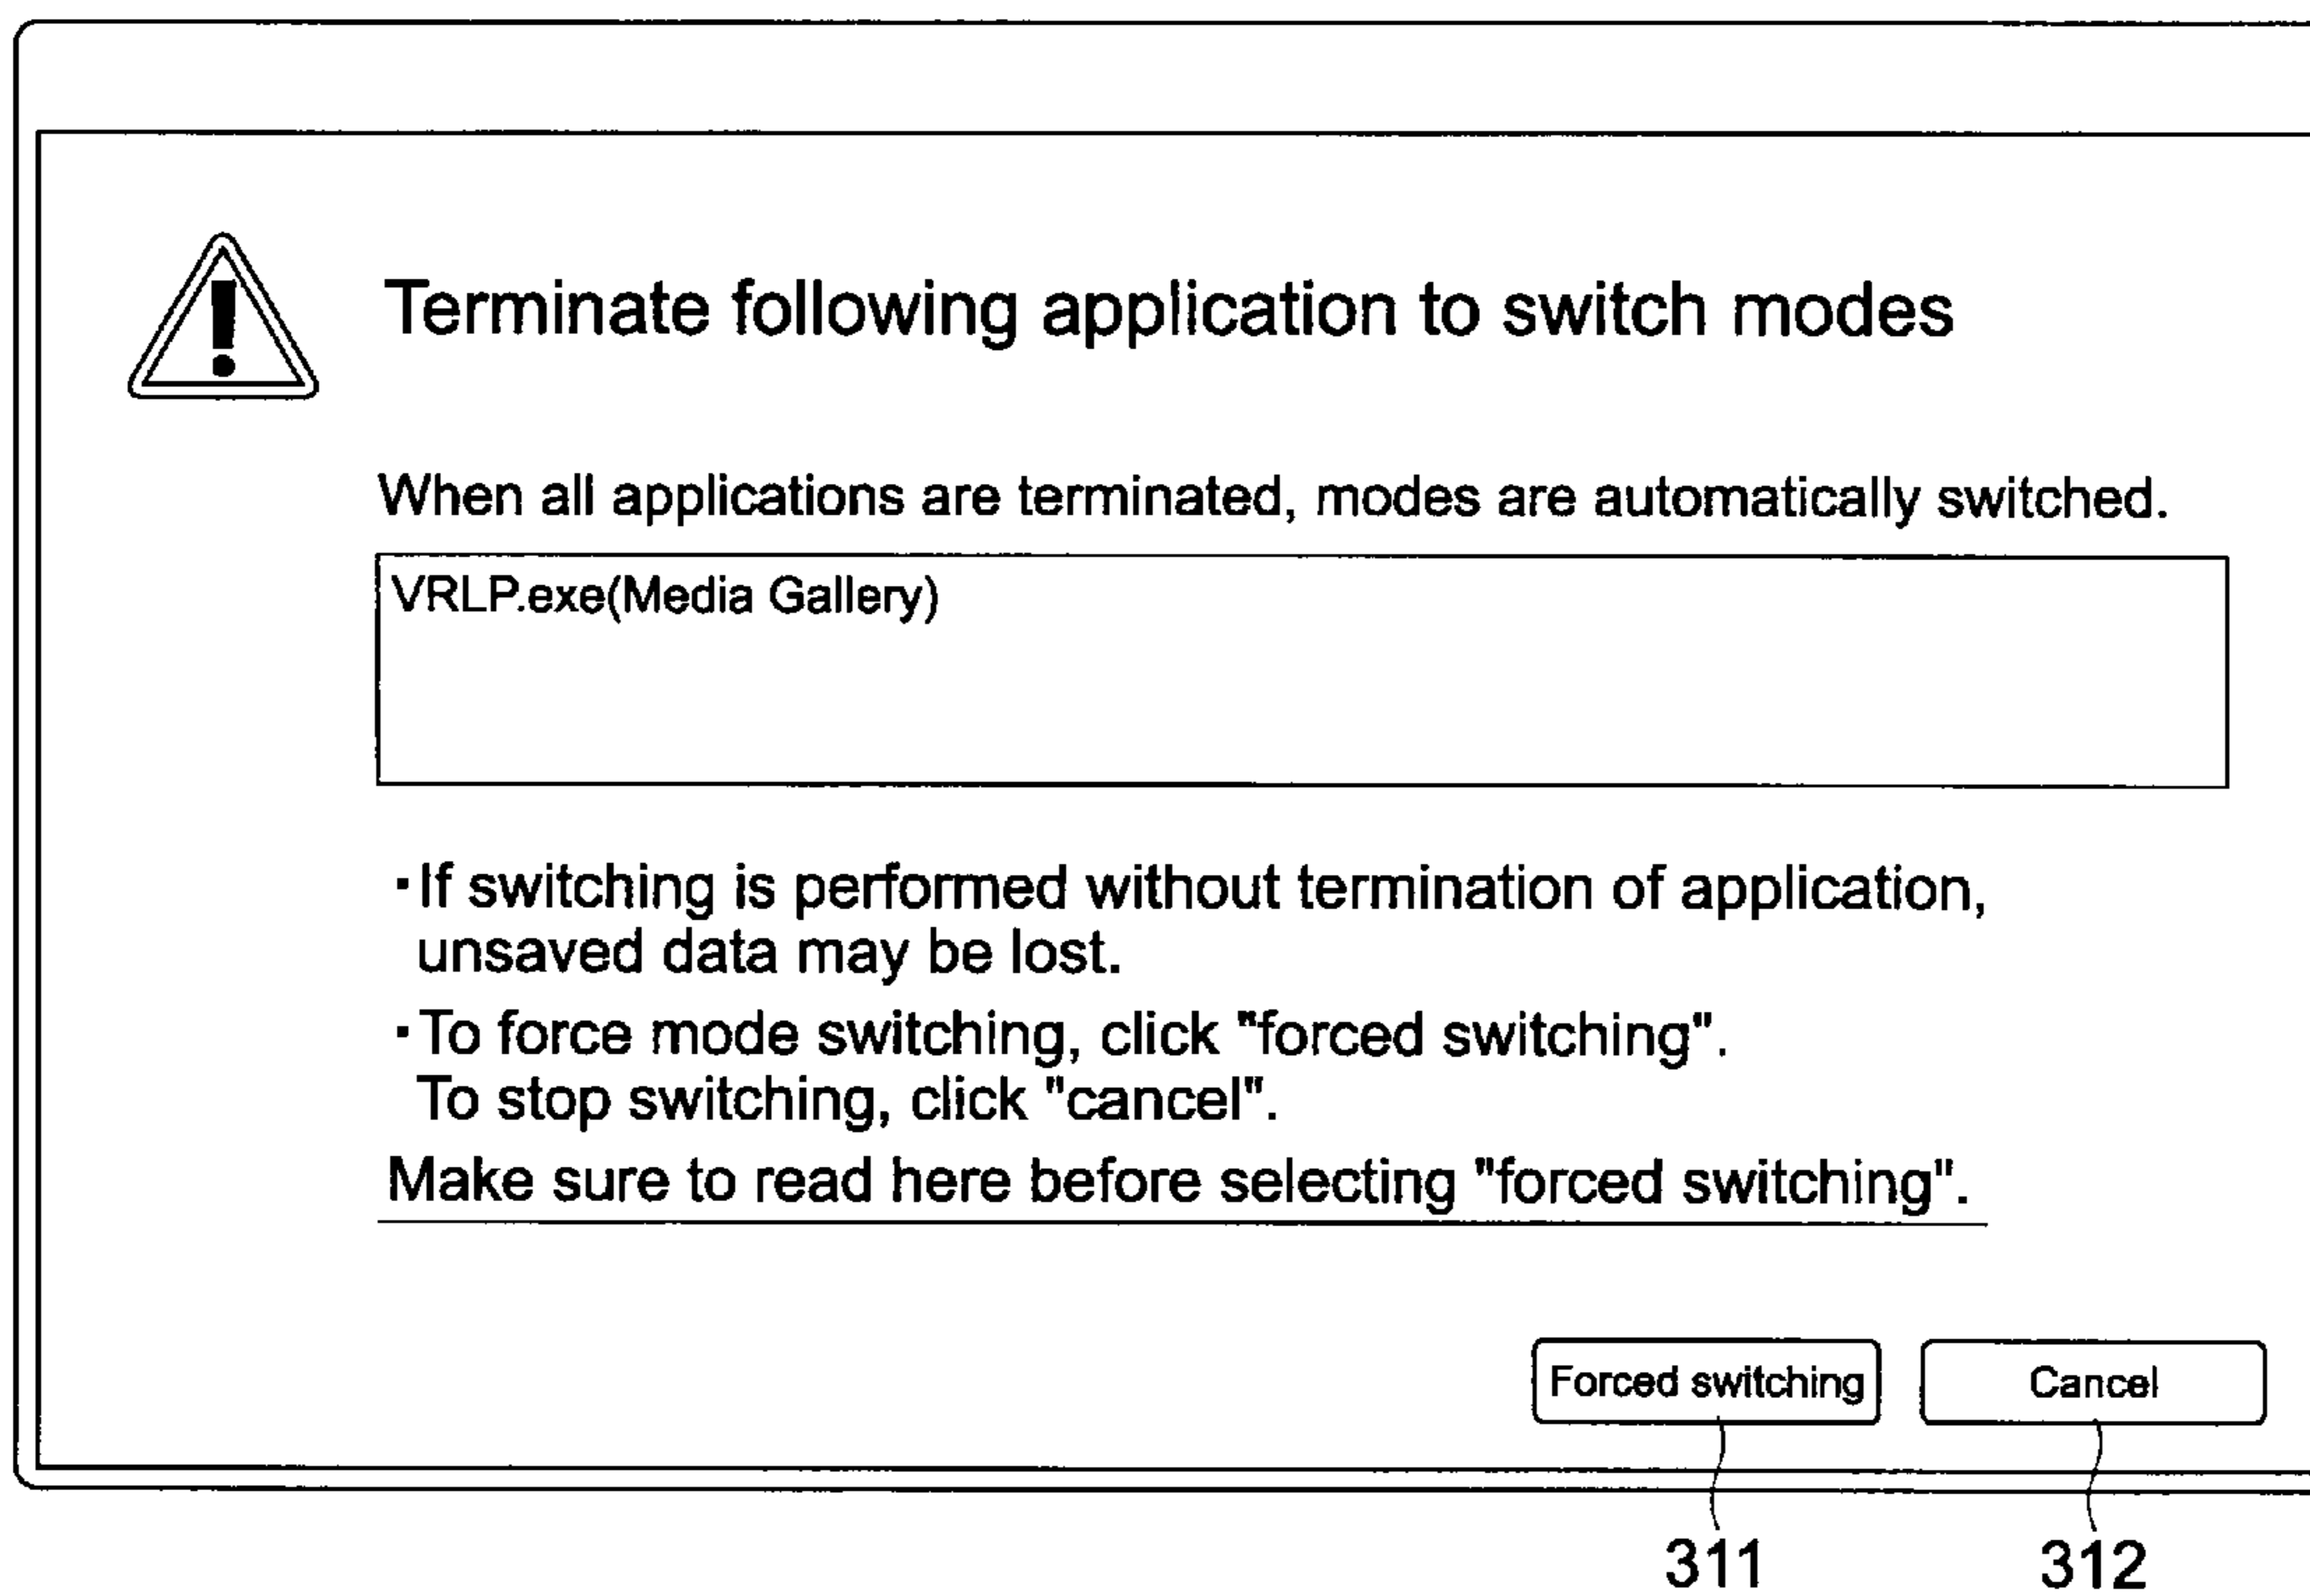 Terminate following application to switch modes
When all applications are terminated, modes are automatically switched.
VRLP.exe(Media Gallery)
・If switching is performed without termination of application,
unsaved data may be lost.
・To force mode switching, click "forced switching".
To stop switching, click "cancel".
Make sure to read here before selecting "forced switching".
Forced switching Cancel
311 312